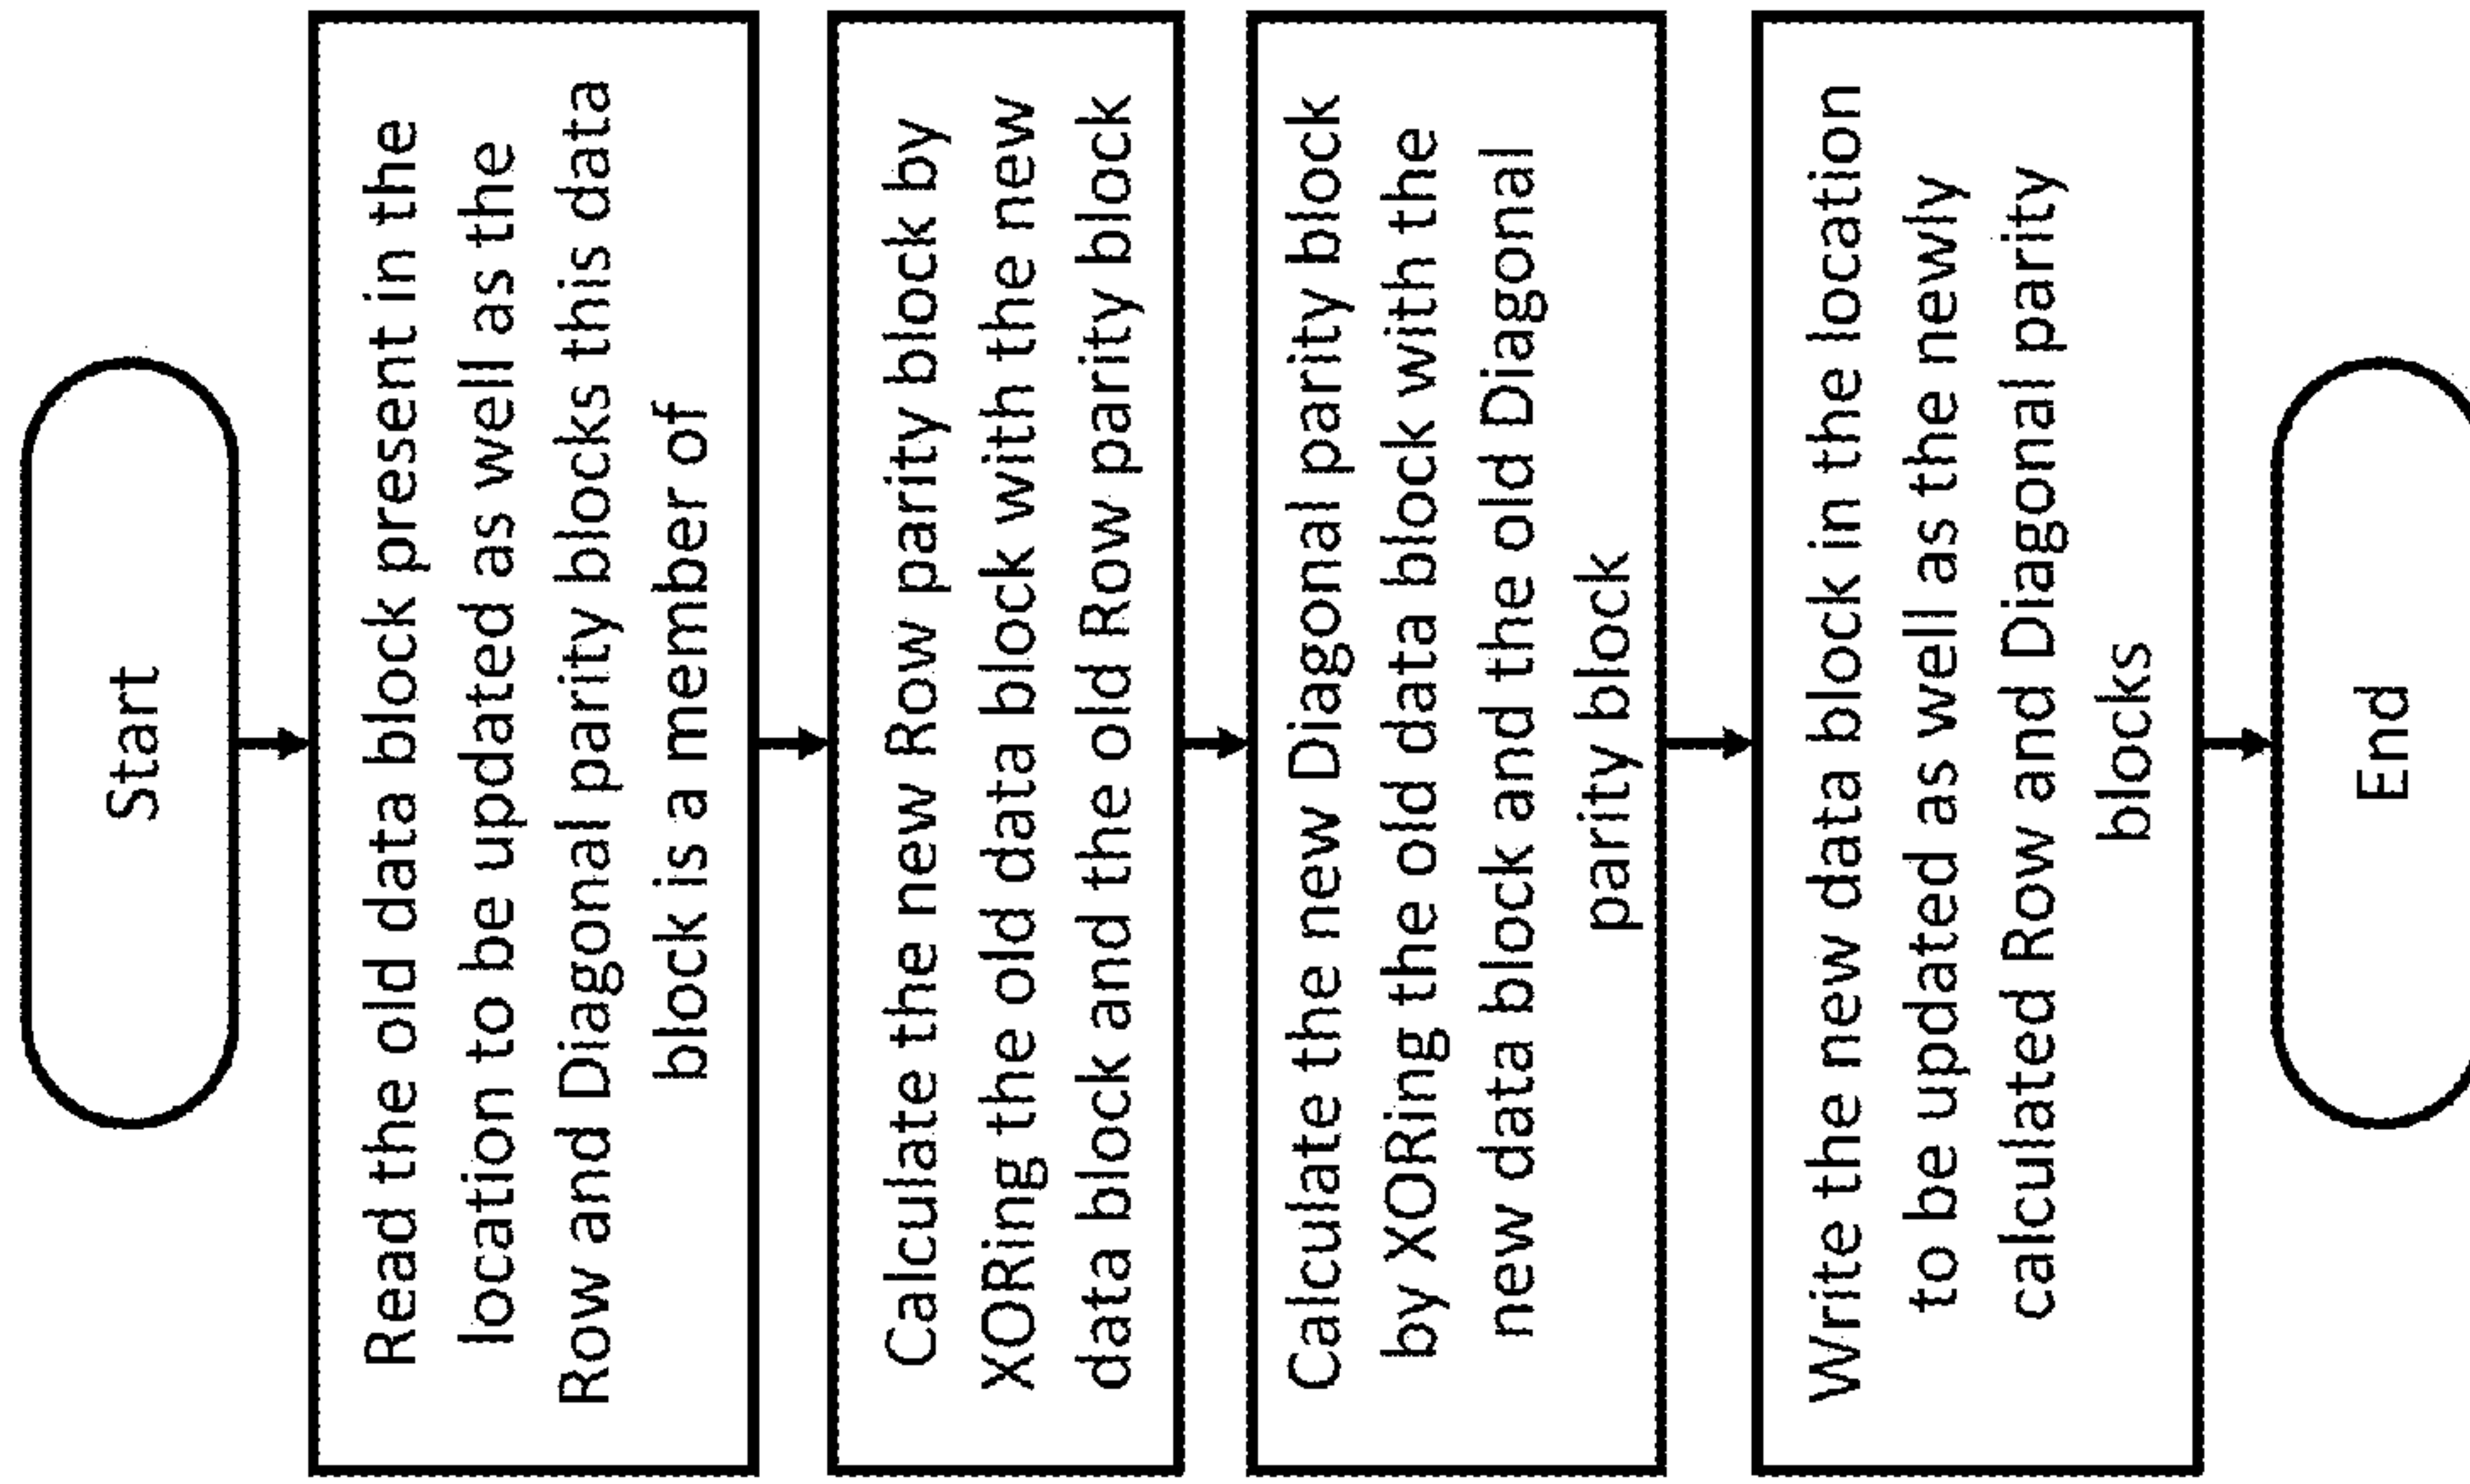 Start
Read the old data block present in the
location to be updated as well as the
Row and Diagonal parity blocks this data
block is a member of
Calculate the new Row parity block by
XORing the old data block with the new
data block and the old Row parity block
Calculate the new Diagonal parity block
by XORing the old data block with the
new data block and the old Diagonal
parity block
Write the new data block in the location
to be updated as well as the newly
calculated Row and Diagonal parity
blocks
End